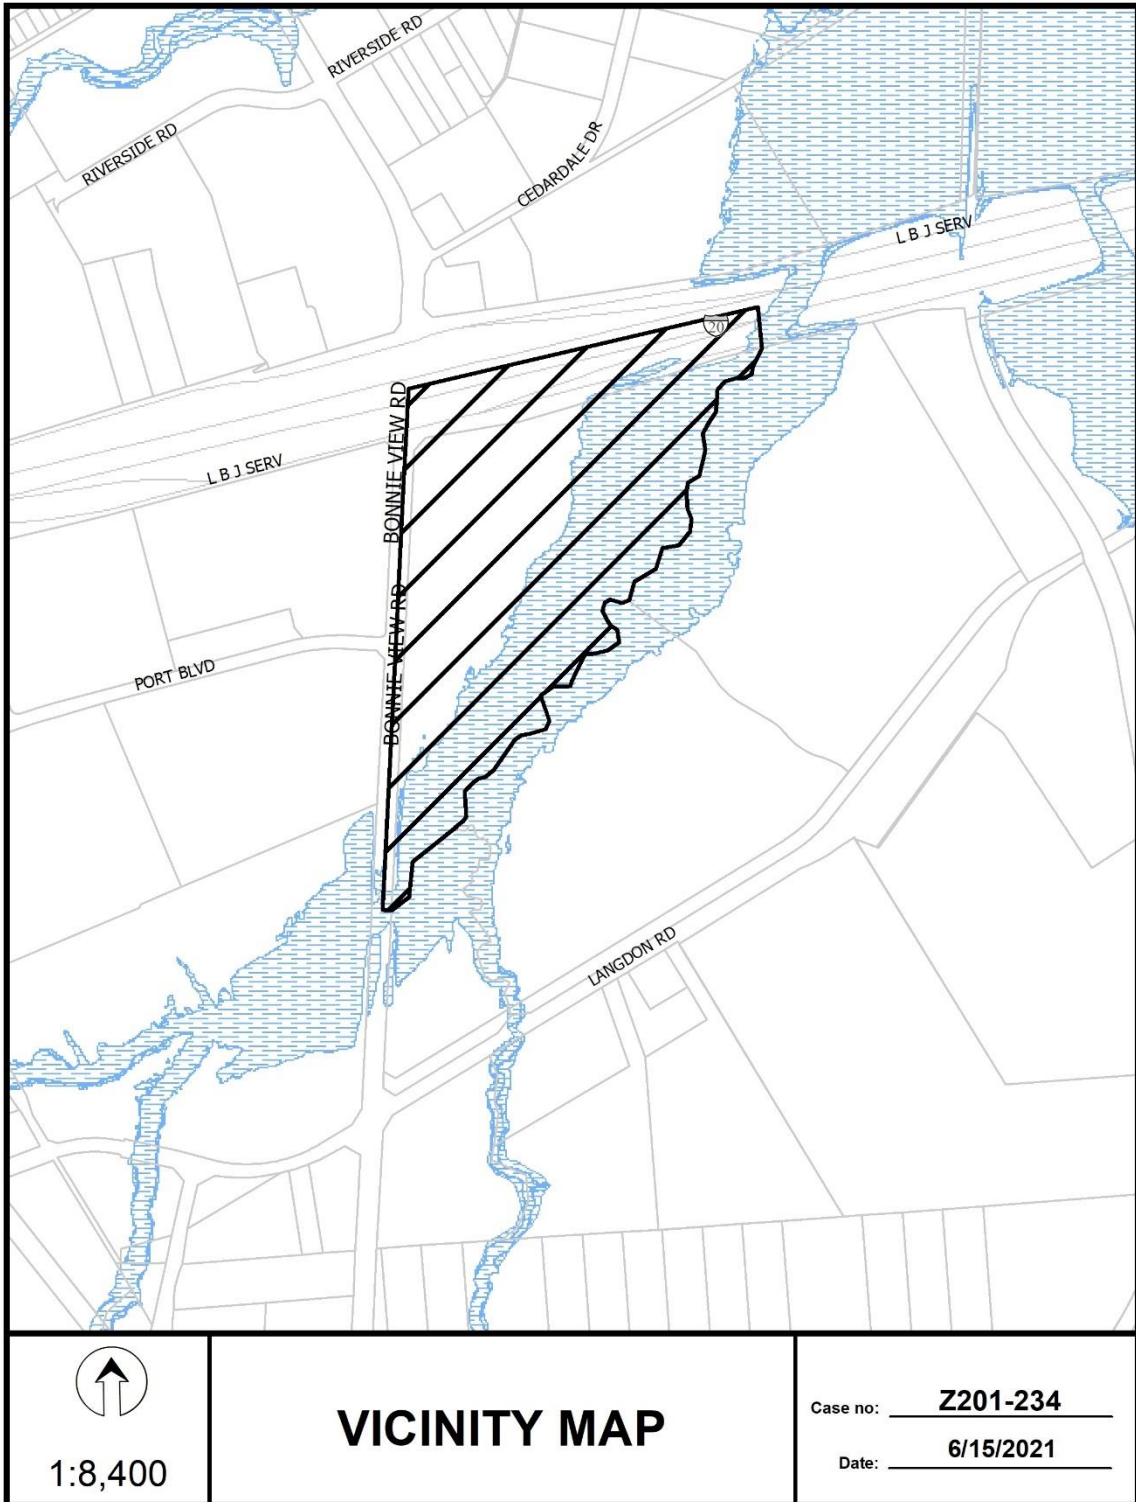 RIVERSIDE RD
RIVERSIDE RD
CEDARDALE DR
L B J SERV
20
BONNIE VIEW RD
L B J SERV
BONNIE VIEW RD
PORT BLVD
LANGDON RD
1:8,400
VICINITY MAP
Case no: Z201-234
Date: 6/15/2021